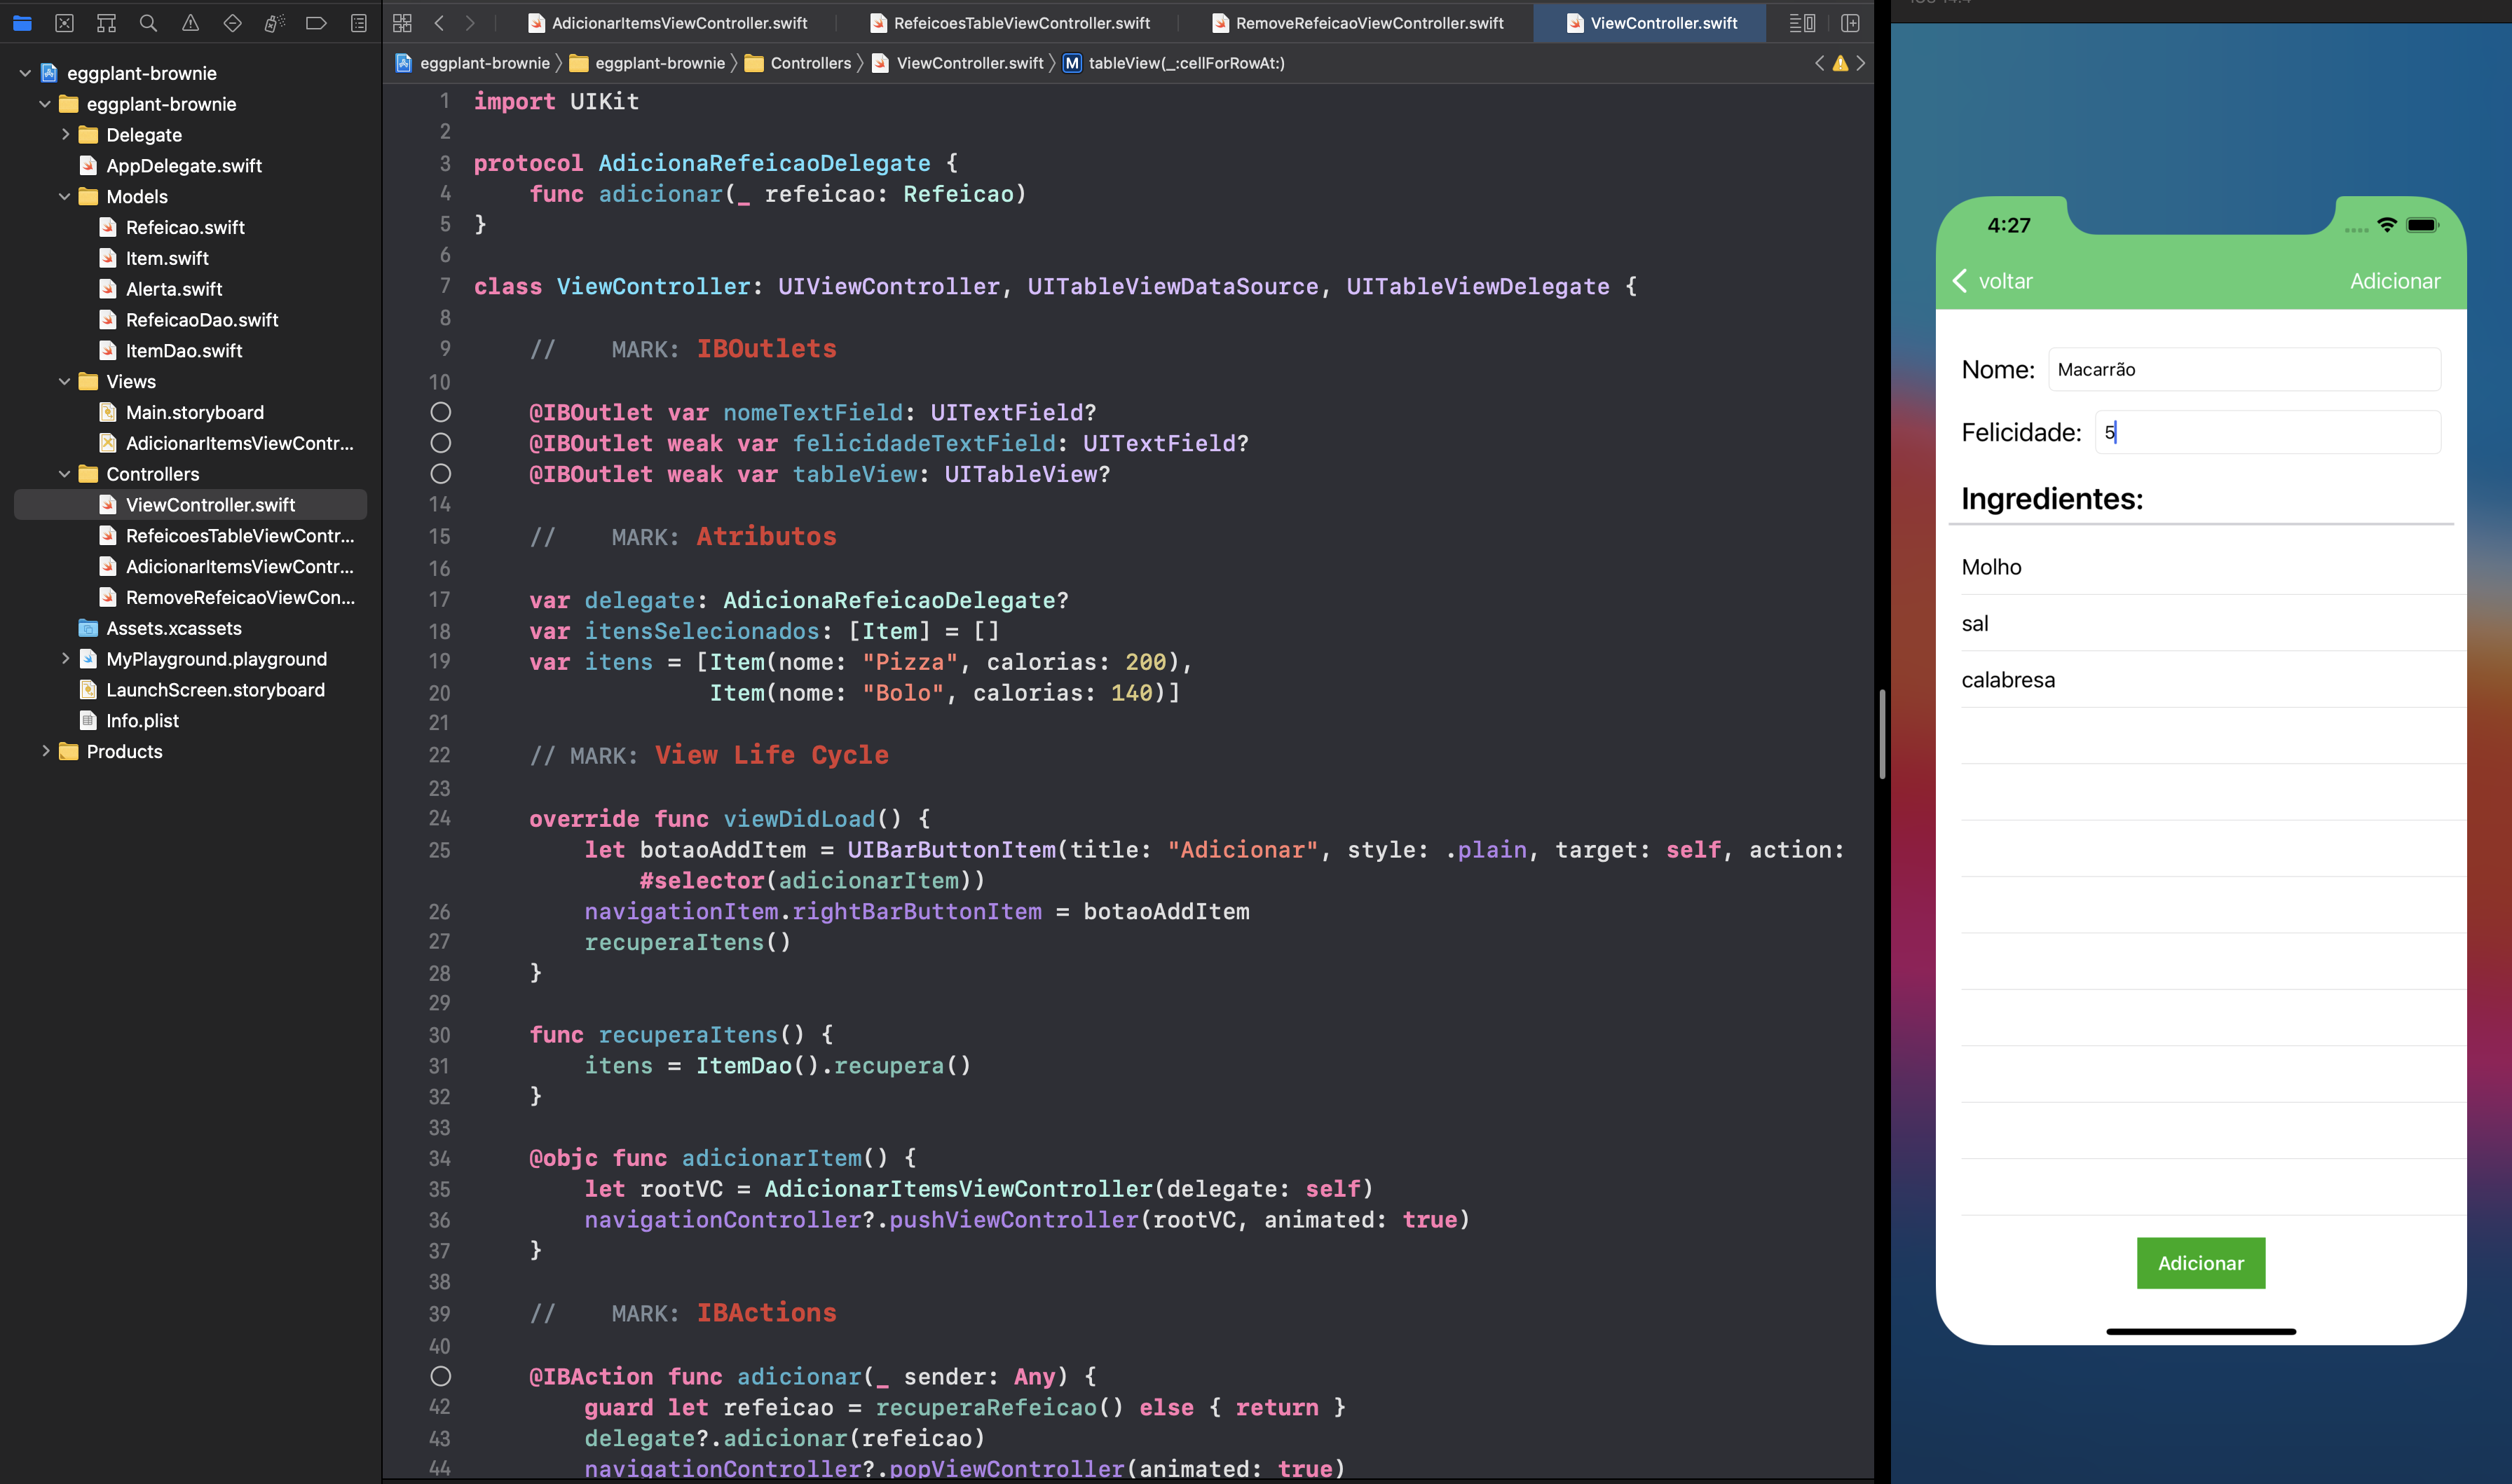 eggplant-brownie
eggplant-brownie
Delegate
AppDelegate.swift
Models
Refeicao.swift
Item.swift
Alerta.swift
RefeicaoDao.swift
ItemDao.swift
Views
Main.storyboard
AdicionarItemsViewContr...
Controllers
ViewController.swift
RefeicoesTableViewContr...
AdicionarItemsViewContr...
RemoveRefeicaoViewCon...
Assets.xcassets
MyPlayground.playground
LaunchScreen.storyboard
Info.plist
Products
AdicionarItemsViewController.swift RefeicoesTableViewController.swift RemoveRefeicaoViewController.swift ViewController.swift
eggplant-brownie eggplant-brownie Controllers ViewController.swift M tableView(_:cellForRowAt:)
1 import UIKit
2
3 protocol AdicionaRefeicaoDelegate {
4 func adicionar(_ refeicao: Refeicao)
5 }
6
7 class ViewController: UIViewController, UITableViewDataSource, UITableViewDelegate {
8
9 // MARK: IBOutlets
10
@IBOutlet var nomeTextField: UITextField?
@IBOutlet weak var felicidadeTextField: UITextField?
@IBOutlet weak var tableView: UITableView?
14
15 // MARK: Atributos
16
17 var delegate: AdicionaRefeicaoDelegate?
18 var itensSelecionados: [Item] = []
19 var itens = [Item(nome: "Pizza", calorias: 200),
20 Item(nome: "Bolo", calorias: 140)]
21
22 // MARK: View Life Cycle
23
24 override func viewDidLoad() {
25 let botaoAddItem = UIBarButtonItem(title: "Adicionar", style: .plain, target: self, action:
#selector(adicionarItem))
26 navigationItem.rightBarButtonItem = botaoAddItem
27 recuperaItens()
28 }
29
30 func recuperaItens() {
31 itens = ItemDao().recupera()
32 }
33
34 @objc func adicionarItem() {
35 let rootVC = AdicionarItemsViewController(delegate: self)
36 navigationController?.pushViewController(rootVC, animated: true)
37 }
38
39 // MARK: IBActions
40
@IBAction func adicionar(_ sender: Any) {
42 guard let refeicao = recuperaRefeicao() else { return }
43 delegate?.adicionar(refeicao)
44 navigationController?.popViewController(animated: true)
4:27
voltar Adicionar
Nome: Macarrão
Felicidade: 5
Ingredientes:
Molho
sal
calabresa
Adicionar